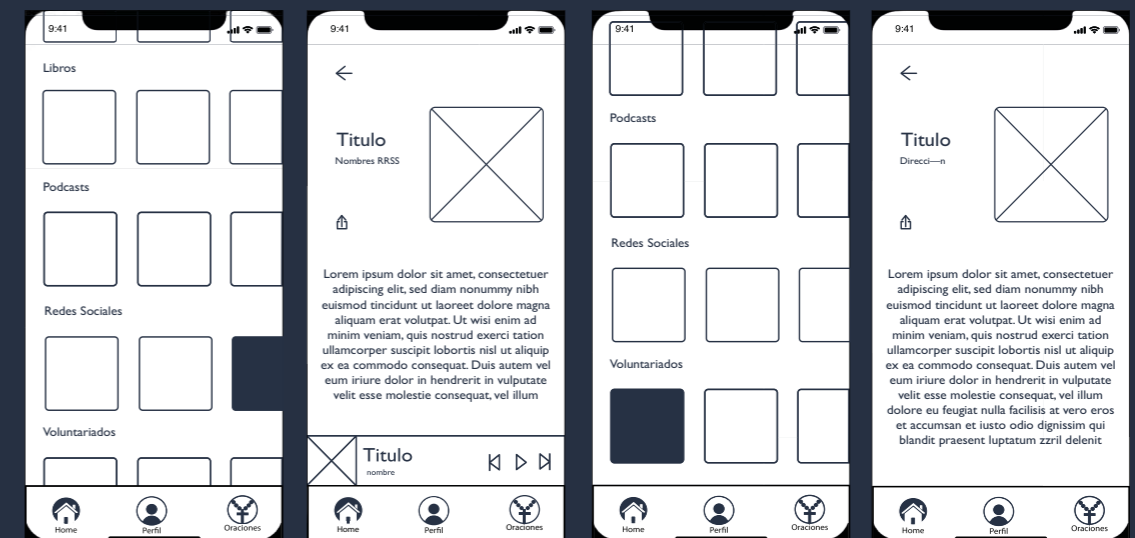 9:41
Libros
Podcasts
Redes Sociales
Voluntariados
Home
Perfil
Oraciones
9:41
Titulo
Nombres RRSS
Lorem ipsum dolor sit amet, consectetuer
adipiscing elit, sed diam nonummy nibh
euismod tincidunt ut laoreet dolore magna
aliquam erat volutpat. Ut wisi enim ad
minim veniam, quis nostrud exerci tation
ullamcorper suscipit lobortis nisl ut aliquip
ex ea commodo consequat. Duis autem vel
eum iriure dolor in hendrerit in vulputate
velit esse molestie consequat, vel illum
Titulo
nombre
Home
Perfil
Oraciones
9:41
Podcasts
Redes Sociales
Voluntariados
Home
Perfil
Oraciones
9:41
Titulo
Direcci—n
Lorem ipsum dolor sit amet, consectetuer
adipiscing elit, sed diam nonummy nibh
euismod tincidunt ut laoreet dolore magna
aliquam erat volutpat. Ut wisi enim ad
minim veniam, quis nostrud exerci tation
ullamcorper suscipit lobortis nisl ut aliquip
ex ea commodo consequat. Duis autem vel
eum iriure dolor in hendrerit in vulputate
velit esse molestie consequat, vel illum
dolore eu feugiat nulla facilisis at vero eros
et accumsan et iusto odio dignissim qui
blandit praesent luptatum zzril delenit
Home
Perfil
Oraciones